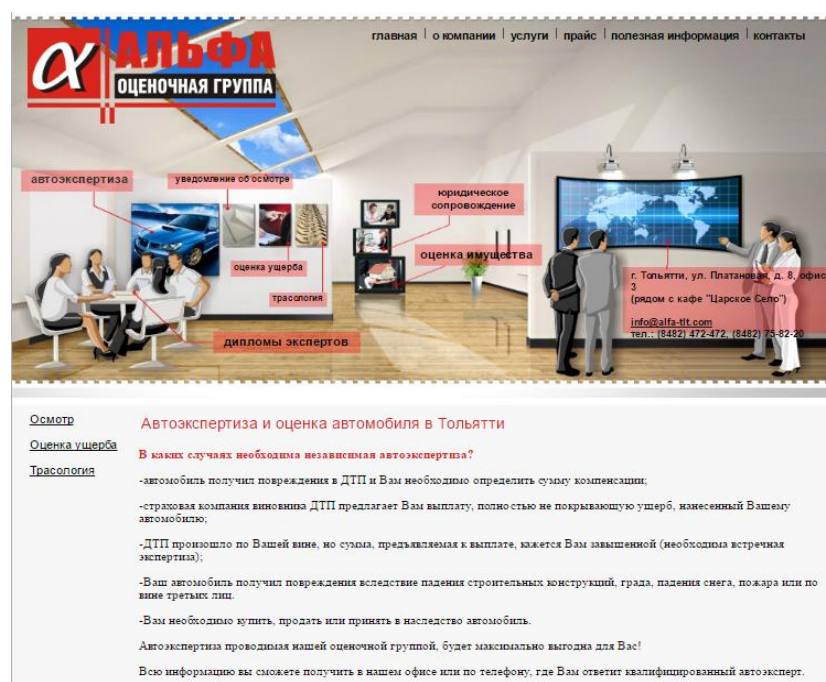 α АЛЬФА
ОЦЕНОЧНАЯ ГРУППА
главная | о компании | услуги | прайс | полезная информация | контакты
автоэкспертиза
уведомление об осмотре
юридическое
сопровождение
оценка ущерба
оценка имущества
трасология
г. Тольятти, ул. Платановая, д. 8, офис
3
(рядом с кафе "Царское Село")
info@alfa-tlt.com
тел.: (8482) 472-472, (8482) 75-82-20
дипломы экспертов
Осмотр
Оценка ущерба
Трасология
Автоэкспертиза и оценка автомобиля в Тольятти
В каких случаях необходима независимая автоэкспертиза?
-автомобиль получил повреждения в ДТП и Вам необходимо определить сумму компенсации;
-страховая компания виновника ДТП предлагает Вам выплату, полностью не покрывающую ущерб, нанесенный Вашему
автомобилю;
-ДТП произошло по Вашей вине, но сумма, предъявляемая к выплате, кажется Вам завышенной (необходима встречная
экспертиза);
-Ваш автомобиль получил повреждения вследствие падения строительных конструкций, града, падения снега, пожара или по
вине третьих лиц.
-Вам необходимо купить, продать или принять в наследство автомобиль.
Автоэкспертиза проводимая нашей оценочной группой, будет максимально выгодна для Вас!
Всю информацию вы сможете получить в нашем офисе или по телефону, где Вам ответит квалифицированный автоэксперт.